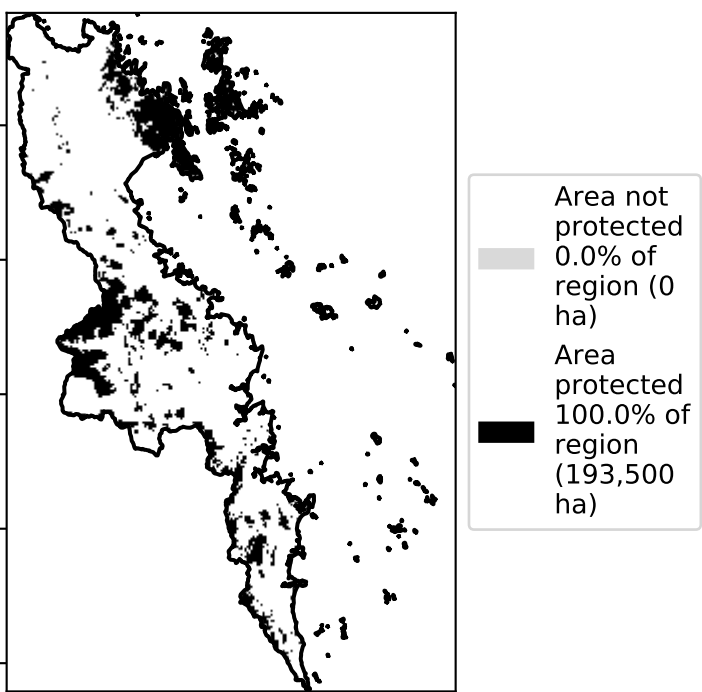 Area not
protected
0.0% of
region (0
ha)
Area
protected
100.0% of
region
(193,500
ha)